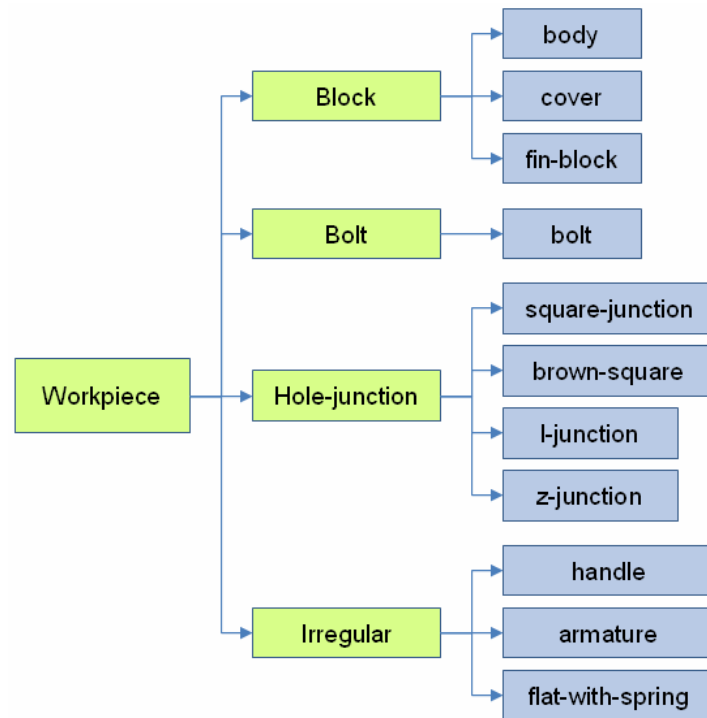 Workpiece
Block
body
cover
fin-block
Bolt
bolt
Hole-junction
square-junction
brown-square
l-junction
z-junction
Irregular
handle
armature
flat-with-spring